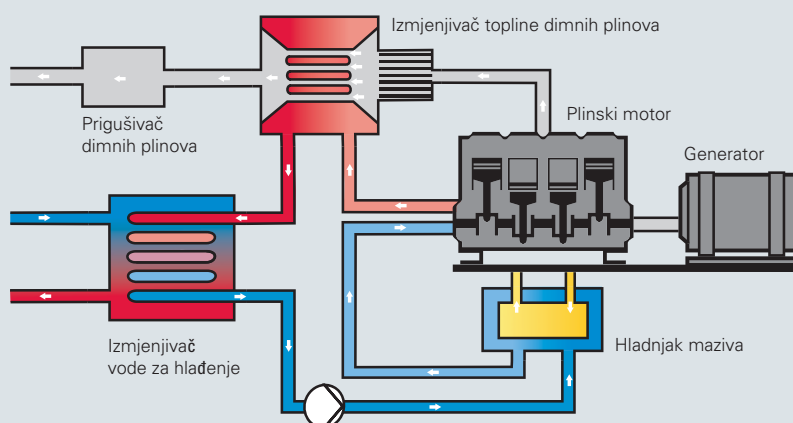 Izmjenjivač topline dimnih plinova
Prigušivač
dimnih plinova
Plinski motor
Generator
Izmjenjivač
vode za hlađenje
Hladnjak maziva